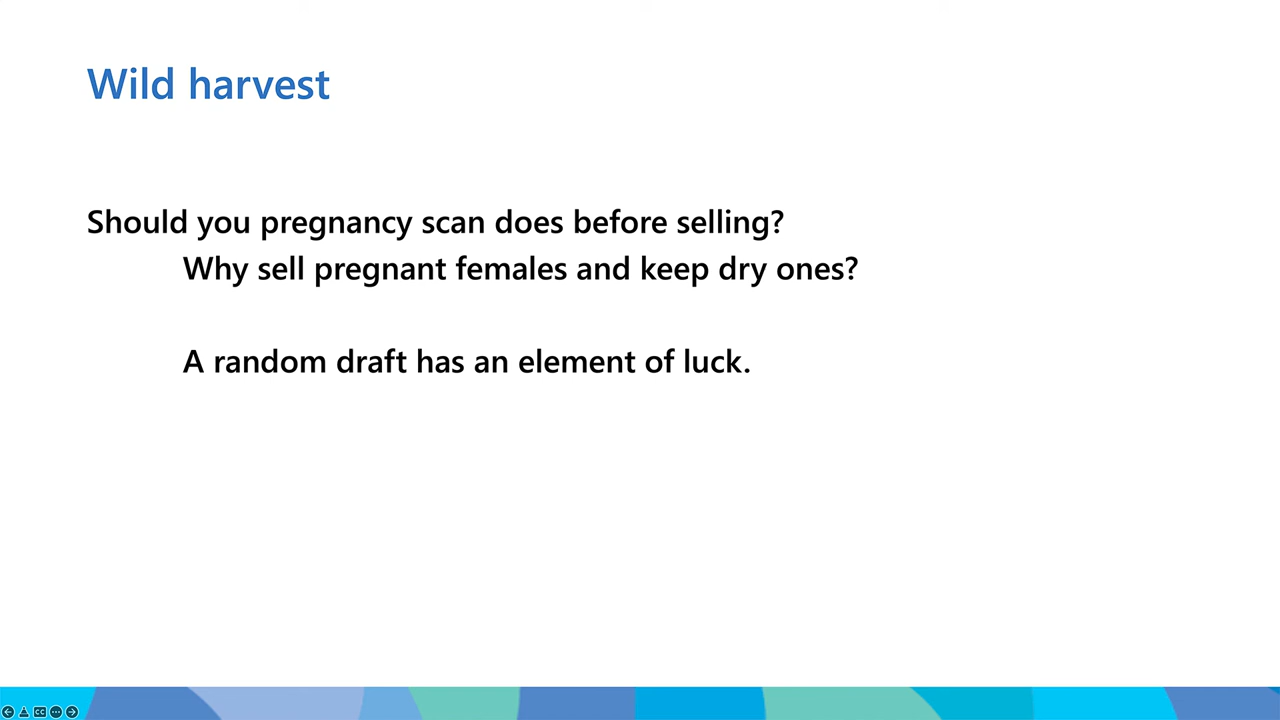 Wild harvest
Should you pregnancy scan does before selling?
Why sell pregnant females and keep dry ones?
A random draft has an element of luck.